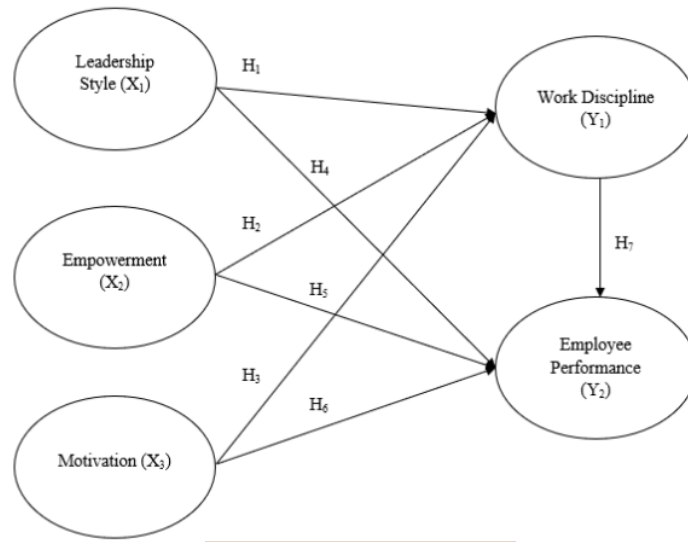 Leadership
Style (X₁)
H₁
Work Discipline
(Y₁)
H₄
H₂
Empowerment
(X₂)
H₇
H₅
Employee
Performance
(Y₂)
H₃
H₆
Motivation (X₃)